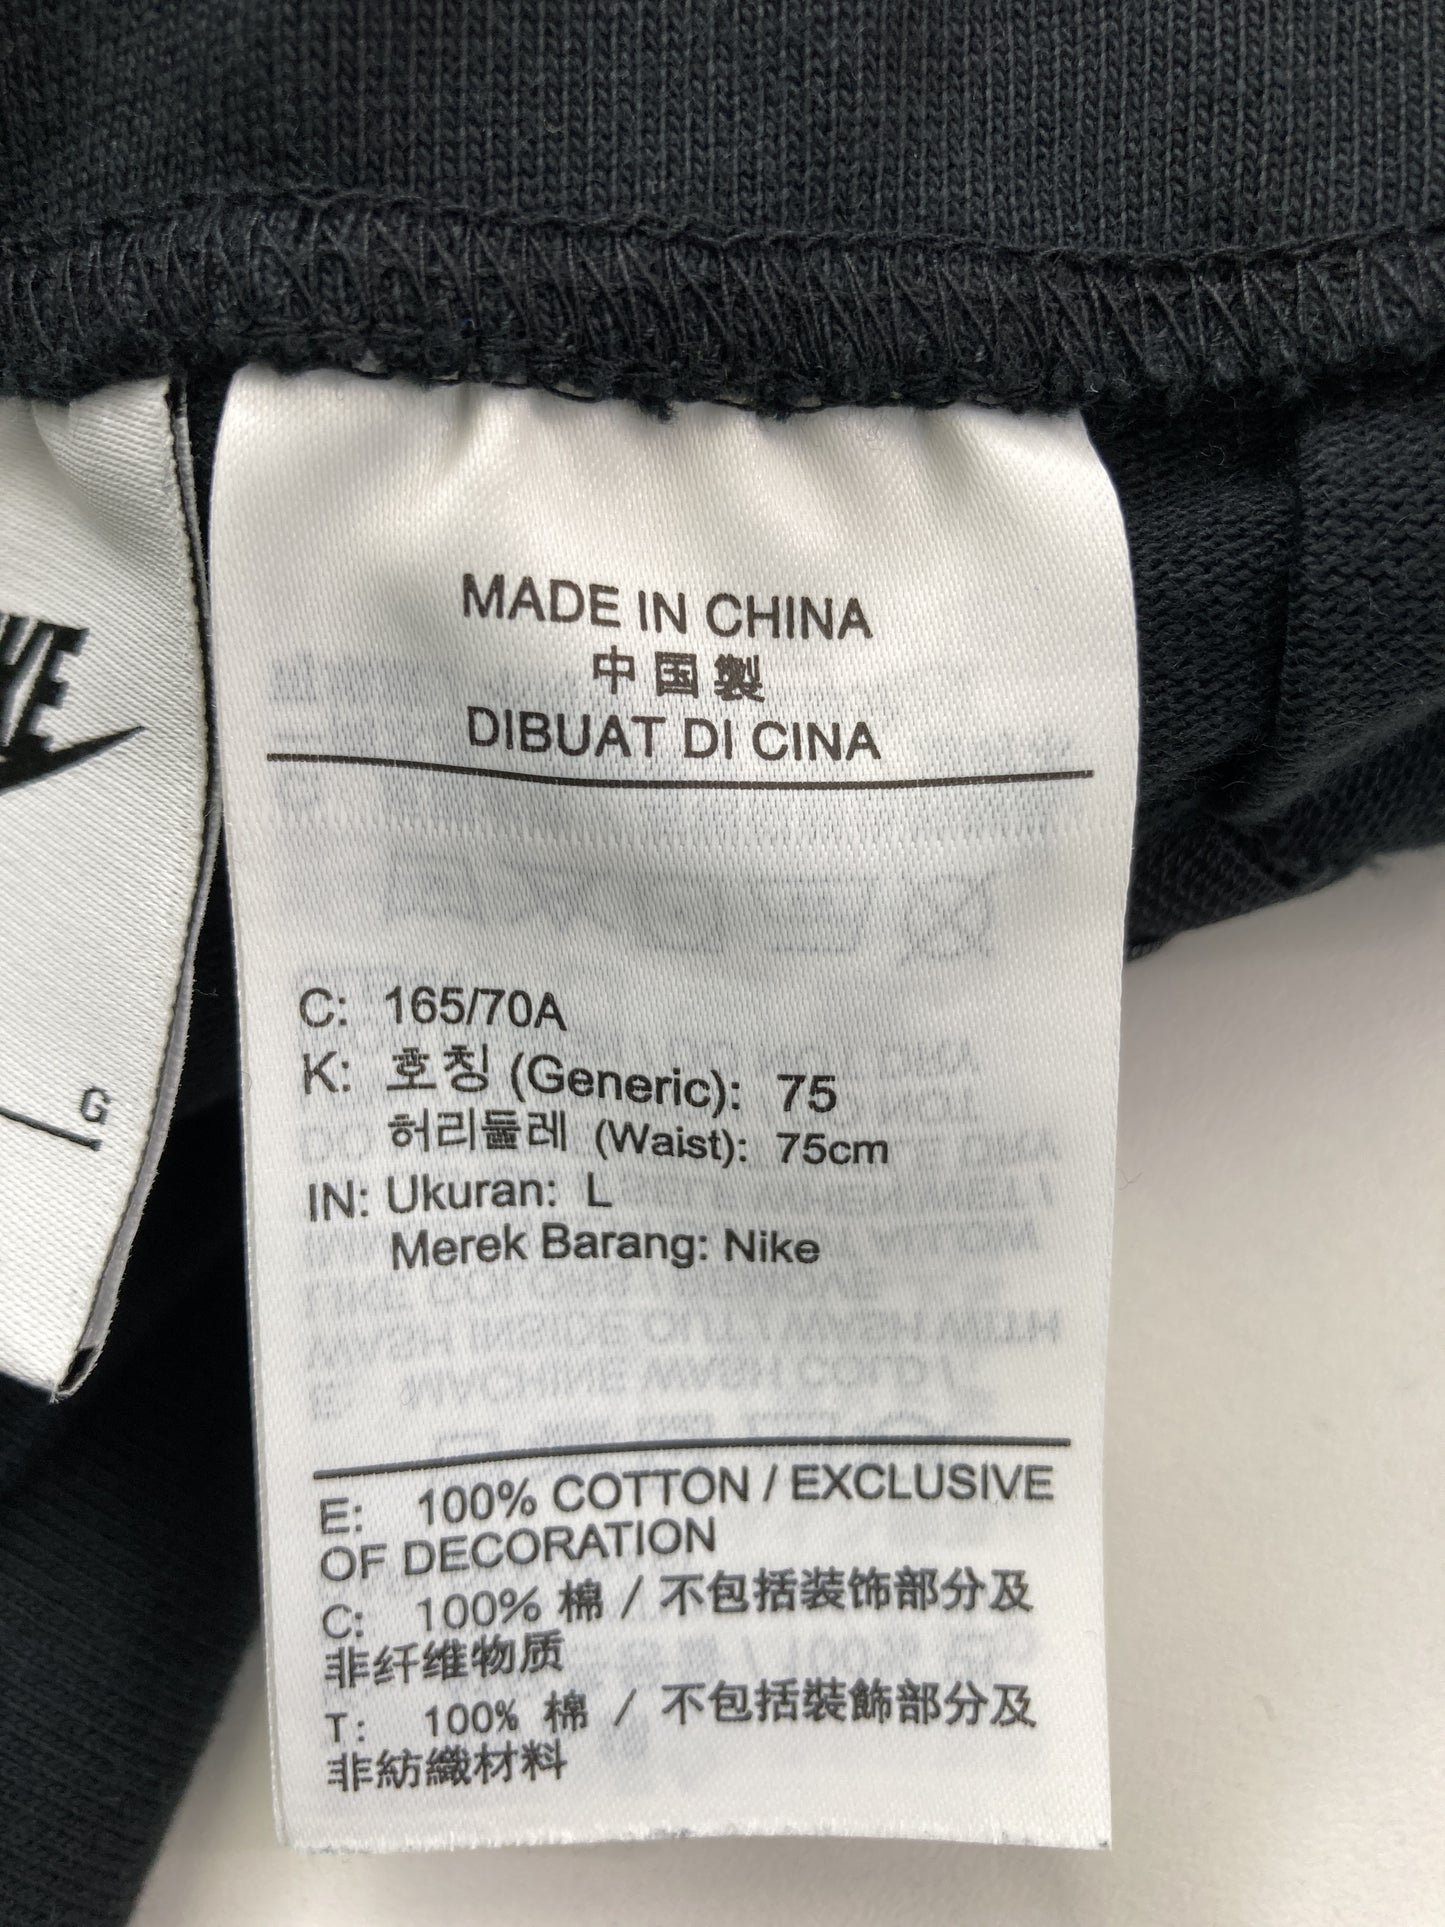 MADE IN CHINA
中国製
DIBUAT DI CINA
C: 165/70A
K: 호칭 (Generic): 75
허리둘레 (Waist): 75cm
IN: Ukuran: L
Merek Barang: Nike
E: 100% COTTON / EXCLUSIVE
OF DECORATION
C: 100% 棉 / 不包括装饰部分及
非纤维物质
T: 100% 棉 / 不包括裝飾部分及
非紡織材料
G